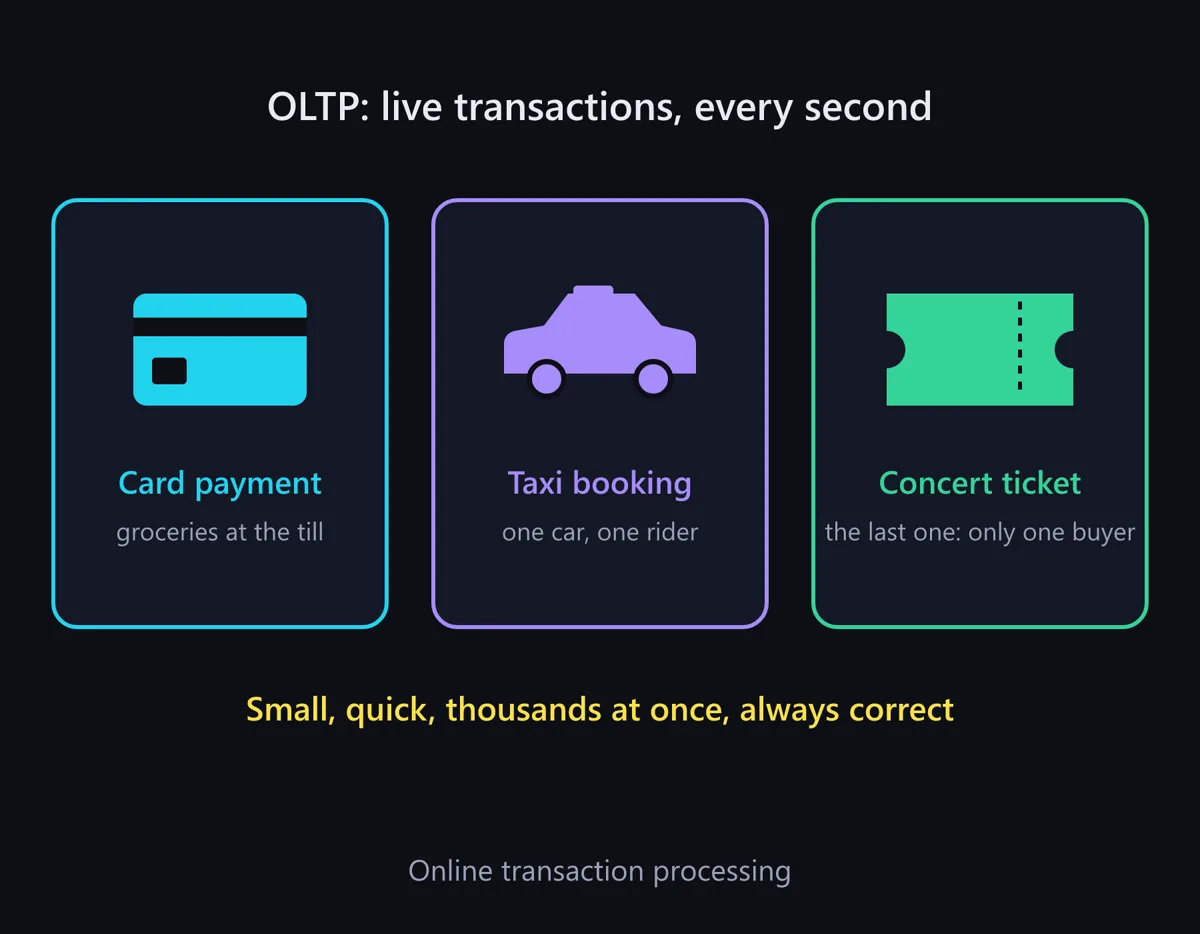 OLTP: live transactions, every second
Card payment
groceries at the till
Taxi booking
one car, one rider
Concert ticket
the last one: only one buyer
Small, quick, thousands at once, always correct
Online transaction processing